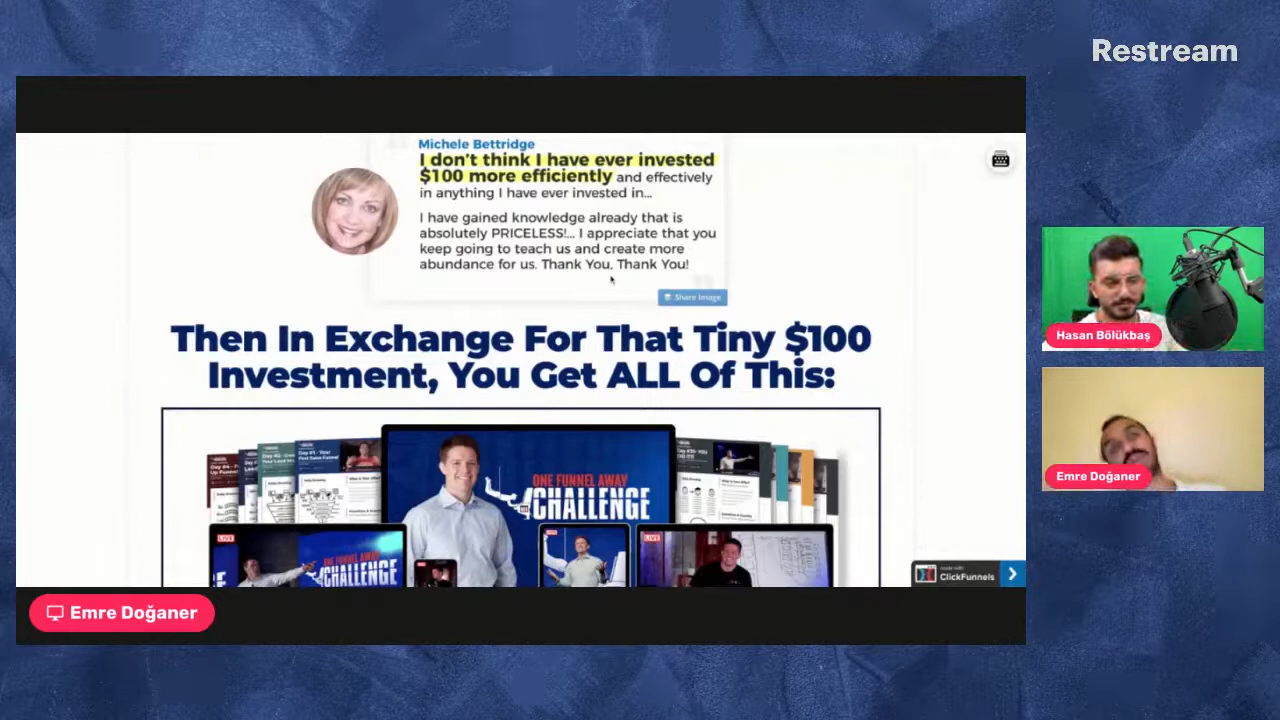 Restream
Michele Bettridge
I don't think I have ever invested
$100 more efficiently and effectively
in anything I have ever invested in...
I have gained knowledge already that is
absolutely PRICELESS!... I appreciate that you
keep going to teach us and create more
abundance for us. Thank You, Thank You!
Share Image
Then In Exchange For That Tiny $100
Investment, You Get ALL Of This:
ONE FUNNEL AWAY
CHALLENGE
LIVE
LIVE
LIVE
CHALLENGE
ClickFunnels
Hasan Bölükbaş
Emre Doğaner
Emre Doğaner